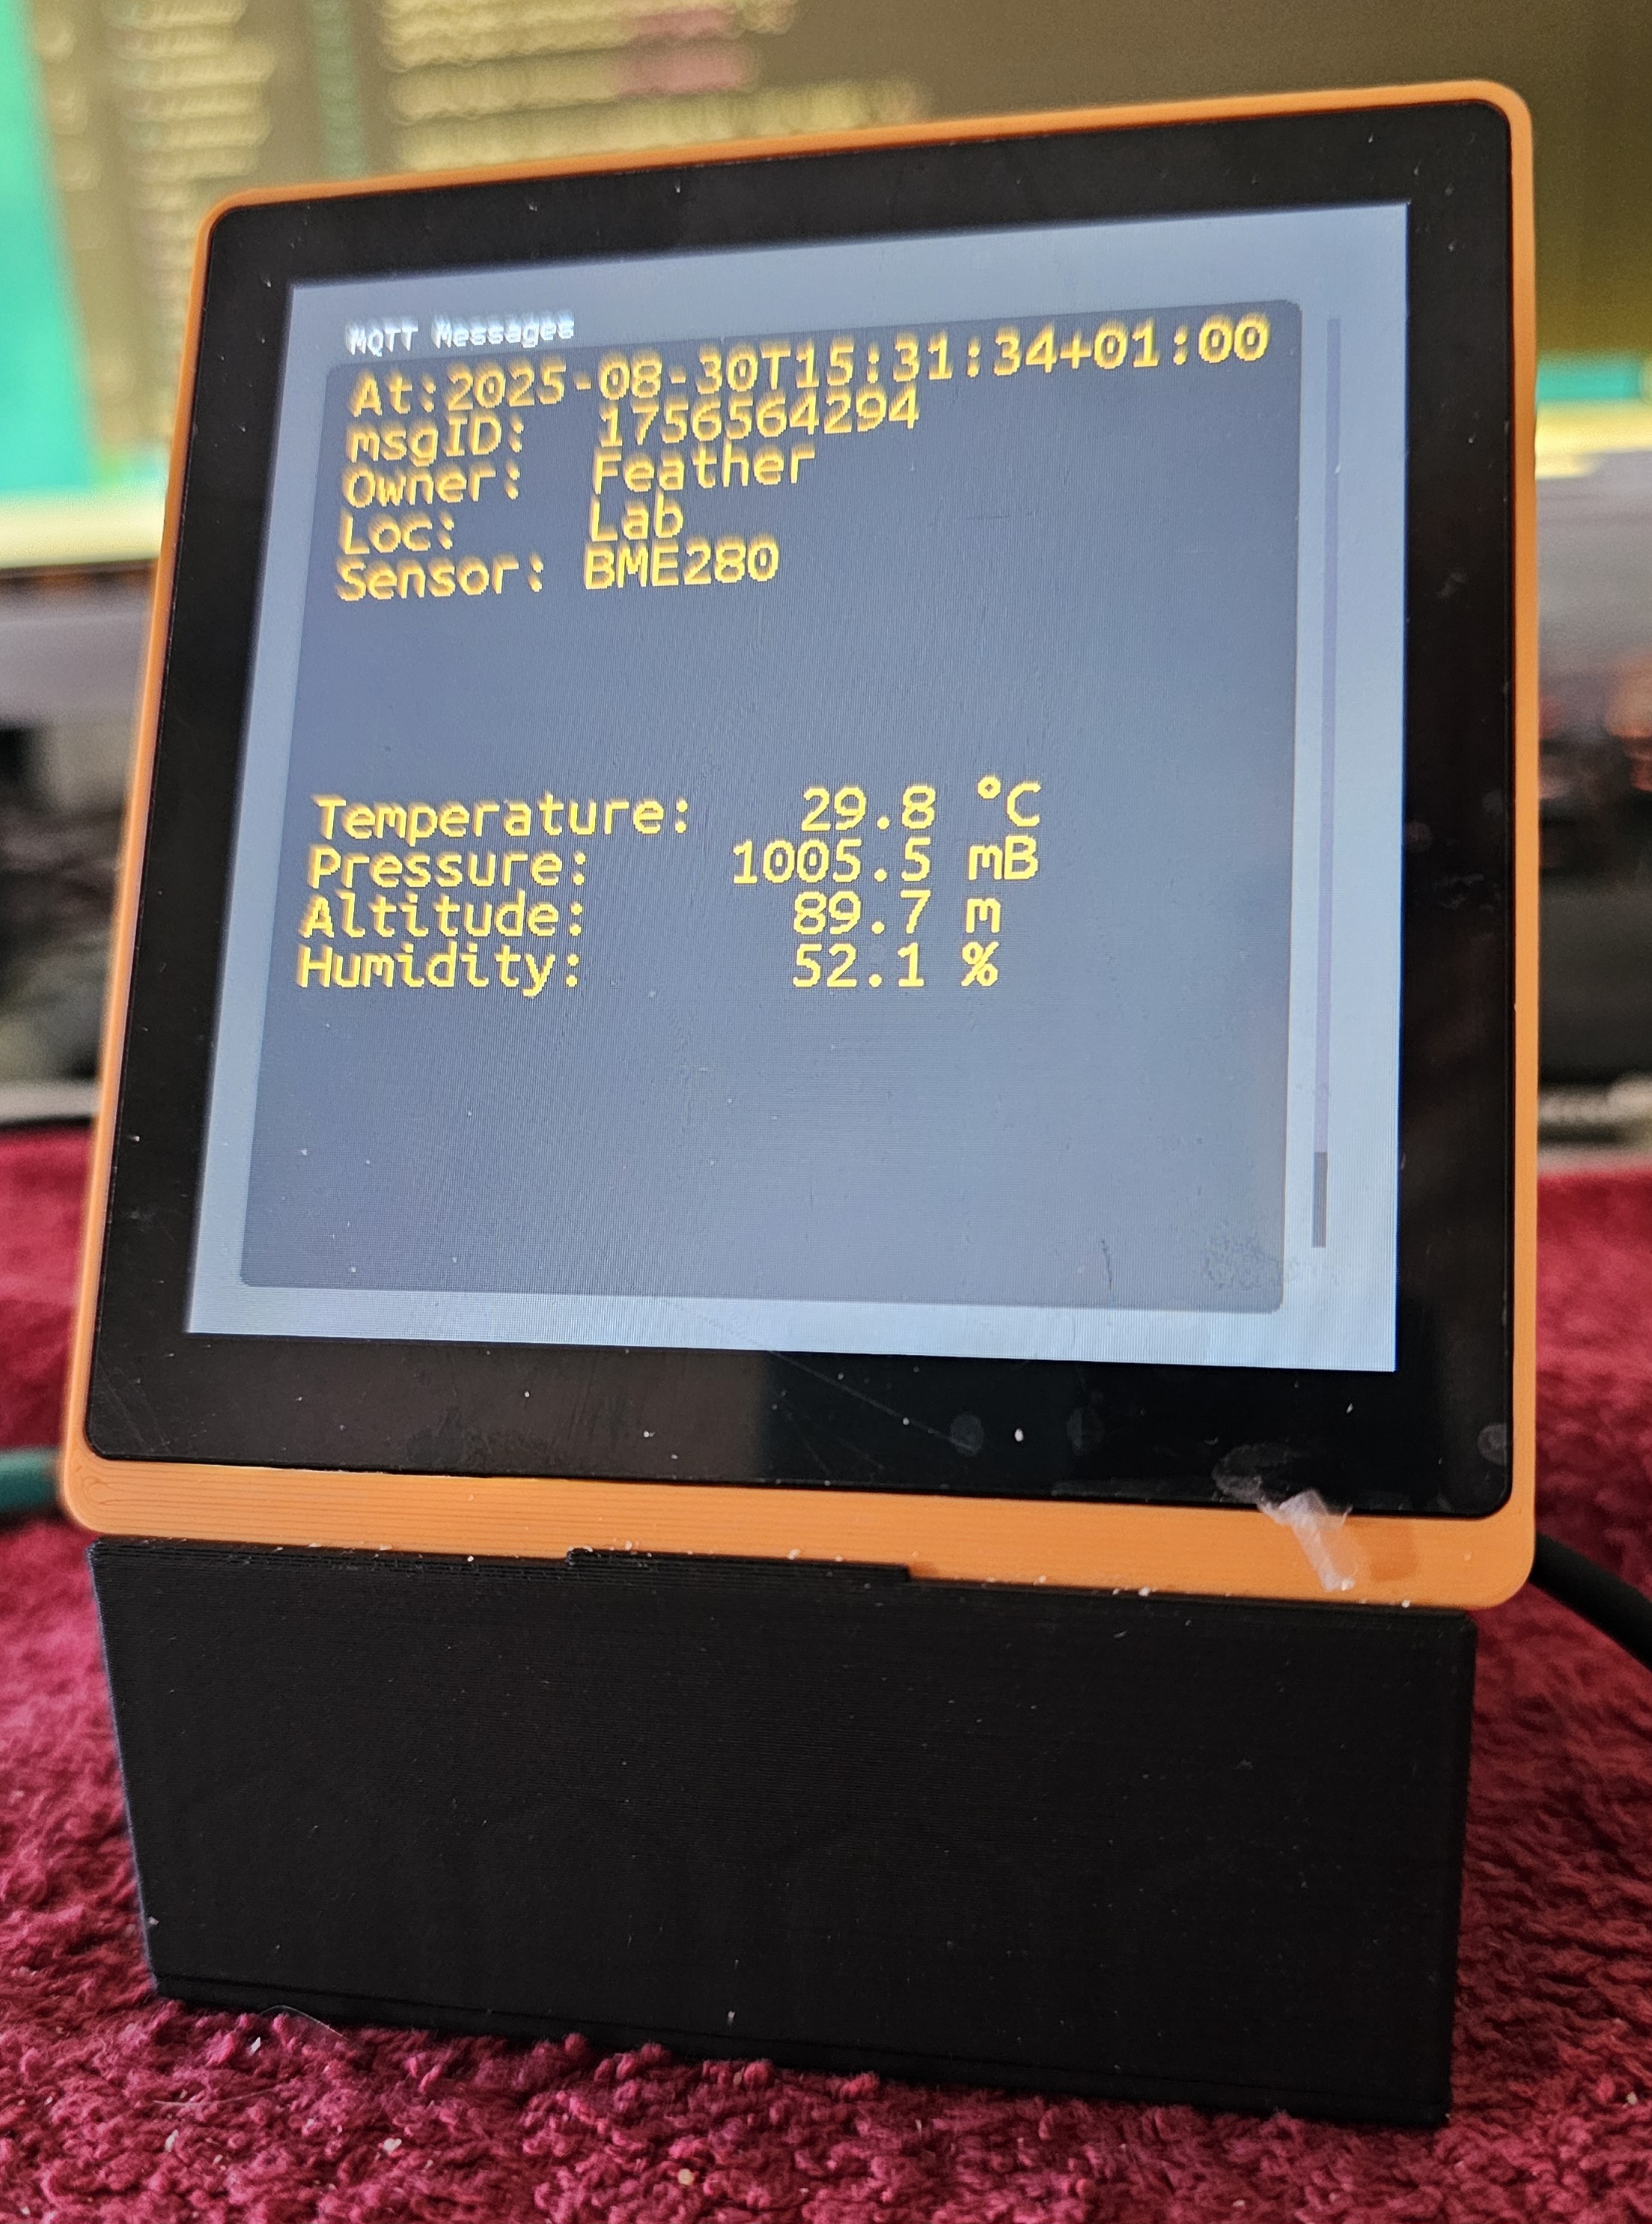 MQTT Messages
At:2025-08-30T15:31:34+01:00
msgID: 1756564294
Owner: Feather
Loc: Lab
Sensor: BME280
Temperature: 29.8 °C
Pressure: 1005.5 mB
Altitude: 89.7 m
Humidity: 52.1 %